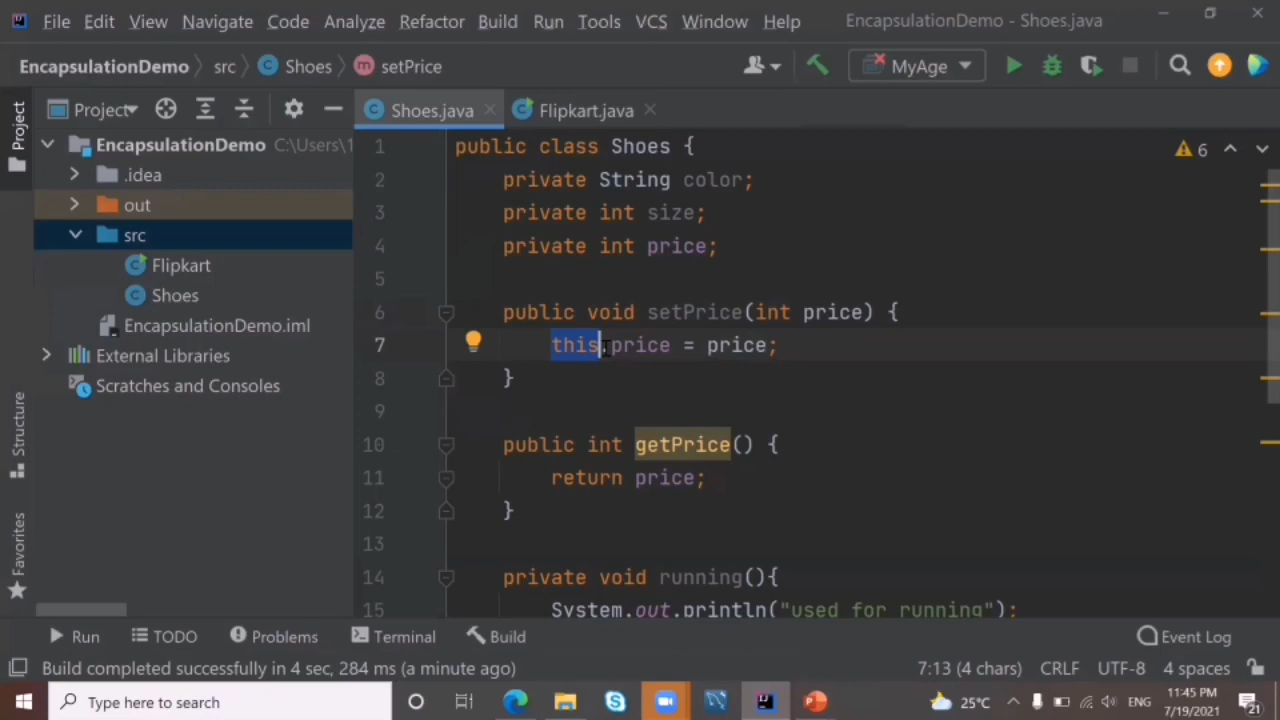 File Edit View Navigate Code Analyze Refactor Build Run Tools VCS Window Help EncapsulationDemo - Shoes.java
EncapsulationDemo src Shoes setPrice MyAge
Project Shoes.java Flipkart.java
Project
EncapsulationDemo C:\Users\1
.idea
out
src
Flipkart
Shoes
EncapsulationDemo.iml
External Libraries
Scratches and Consoles
Structure
Favorites
6
1 public class Shoes {
2 private String color;
3 private int size;
4 private int price;
5
6 public void setPrice(int price) {
7 this.price = price;
8 }
9
10 public int getPrice() {
11 return price;
12 }
13
14 private void running(){
15 System.out.println("used for running");
Run TODO Problems Terminal Build Event Log
Build completed successfully in 4 sec, 284 ms (a minute ago) 7:13 (4 chars) CRLF UTF-8 4 spaces
Type here to search 25°C ENG 11:45 PM
7/19/2021
21